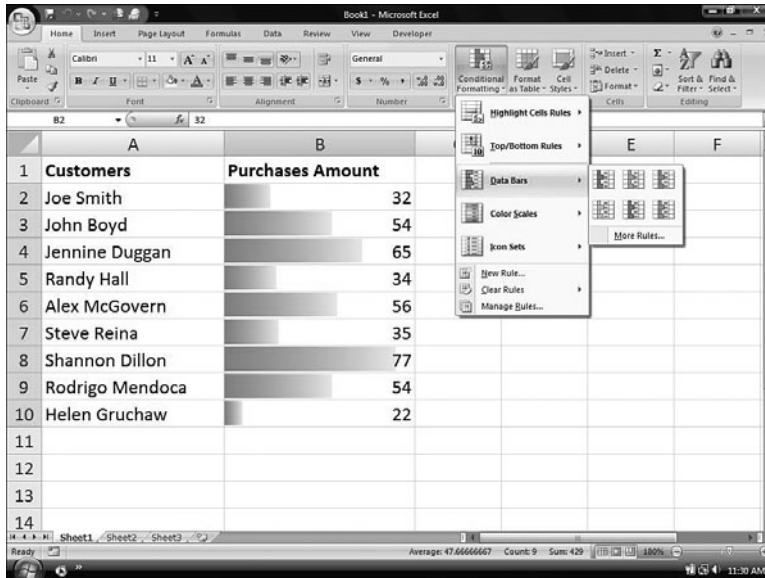 Book1 - Microsoft Excel
Home Insert Page Layout Formulas Data Review View Developer
Calibri 11 A A General Insert Σ
Paste B I U A $ % , Conditional Formatting Format as Table Cell Styles Delete Format Sort & Filter Find & Select
Clipboard Font Alignment Number Cells Editing
B2 fx 32
Highlight Cells Rules
Top/Bottom Rules
Data Bars
Color Scales
Icon Sets
New Rule...
Clear Rules
Manage Rules...
More Rules...
A B E F
1 Customers Purchases Amount
2 Joe Smith 32
3 John Boyd 54
4 Jennine Duggan 65
5 Randy Hall 34
6 Alex McGovern 56
7 Steve Reina 35
8 Shannon Dillon 77
9 Rodrigo Mendoca 54
10 Helen Gruchaw 22
11
12
13
14
Sheet1 Sheet2 Sheet3
Ready Average: 47.66666667 Count: 9 Sum: 429 100%
11:30 AM